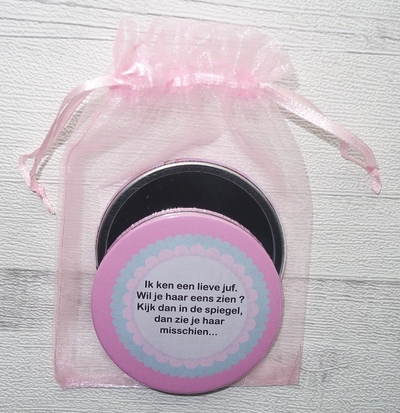 Ik ken een lieve juf.
Wil je haar eens zien ?
Kijk dan in de spiegel,
dan zie je haar
misschien...